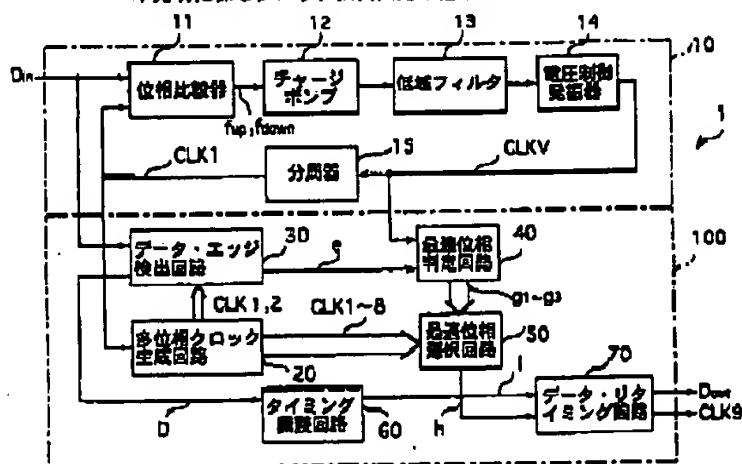 11
12
13
14
10
Din
位相比較器
チャージ
ポンプ
低域フィルタ
電圧制御
発振器
fup, fdown
1
15
CLK1
分周器
CLKV
30
40
100
データ・エッジ
検出回路
e
最適位相
判定回路
CLK1,2
CLK1~8
g1~g3
50
多位相クロック
生成回路
最適位相
選択回路
70
20
タイミング
調整回路
60
D
h
データ・リタ
イミング回路
Dout
CLK9